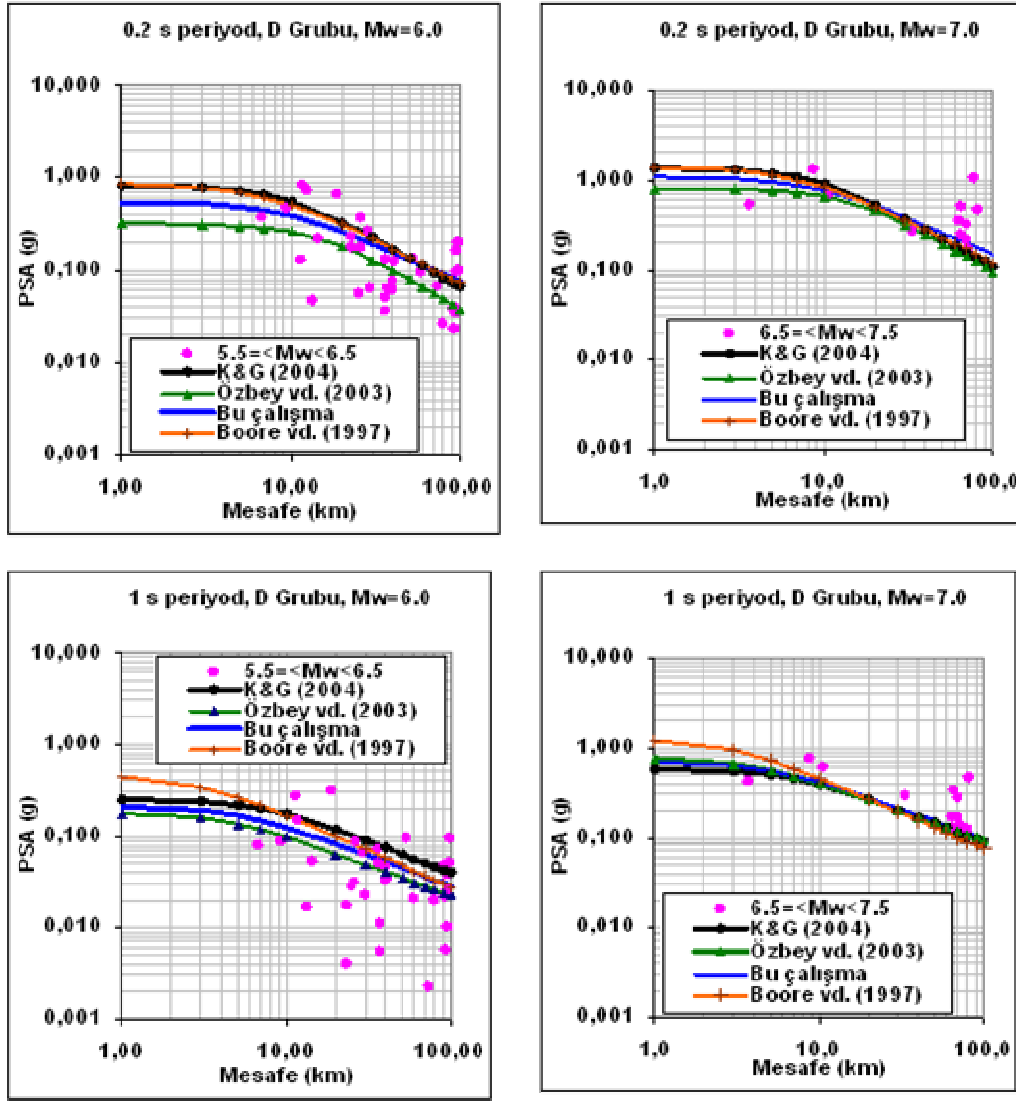 0.2 s periyod, D Grubu, Mw=6.0
10,000
1,000
0,100
0,010
0,001
PSA (g)
5.5=<Mw<6.5
K&G (2004)
Özbey vd. (2003)
Bu çalışma
Boore vd. (1997)
1,00
10,00
100,00
Mesafe (km)
0.2 s periyod, D Grubu, Mw=7.0
10,000
1,000
0,100
0,010
0,001
PSA (g)
6.5=<Mw<7.5
K&G (2004)
Özbey vd. (2003)
Bu çalışma
Boore vd. (1997)
1,0
10,0
100,0
Mesafe (km)
1 s periyod, D Grubu, Mw=6.0
10,000
1,000
0,100
0,010
0,001
PSA (g)
5.5=<Mw<6.5
K&G (2004)
Özbey vd. (2003)
Bu çalışma
Boore vd. (1997)
1,00
10,00
100,00
Mesafe (km)
1 s periyod, D Grubu, Mw=7.0
10,000
1,000
0,100
0,010
0,001
PSA (g)
6.5=<Mw<7.5
K&G (2004)
Özbey vd. (2003)
Bu çalışma
Boore vd. (1997)
1,0
10,0
100,0
Mesafe (km)